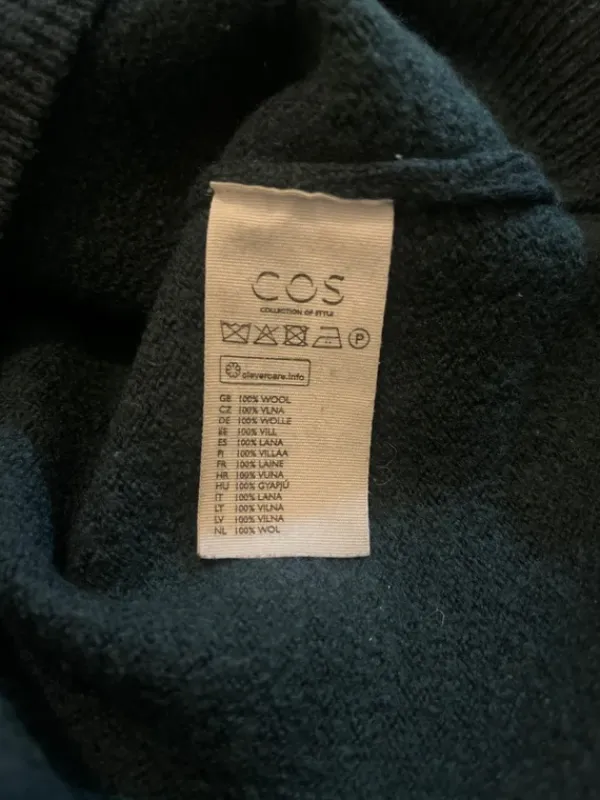 COS
COLLECTION OF STYLE
P
clevercare.info
GB 100% WOOL
CZ 100% VLNA
DE 100% WOLLE
EE 100% VILL
ES 100% LANA
FI 100% VILLAA
FR 100% LAINE
HR 100% VUNA
HU 100% GYAPJÚ
IT 100% LANA
LT 100% VILNA
LV 100% VILNA
NL 100% WOL